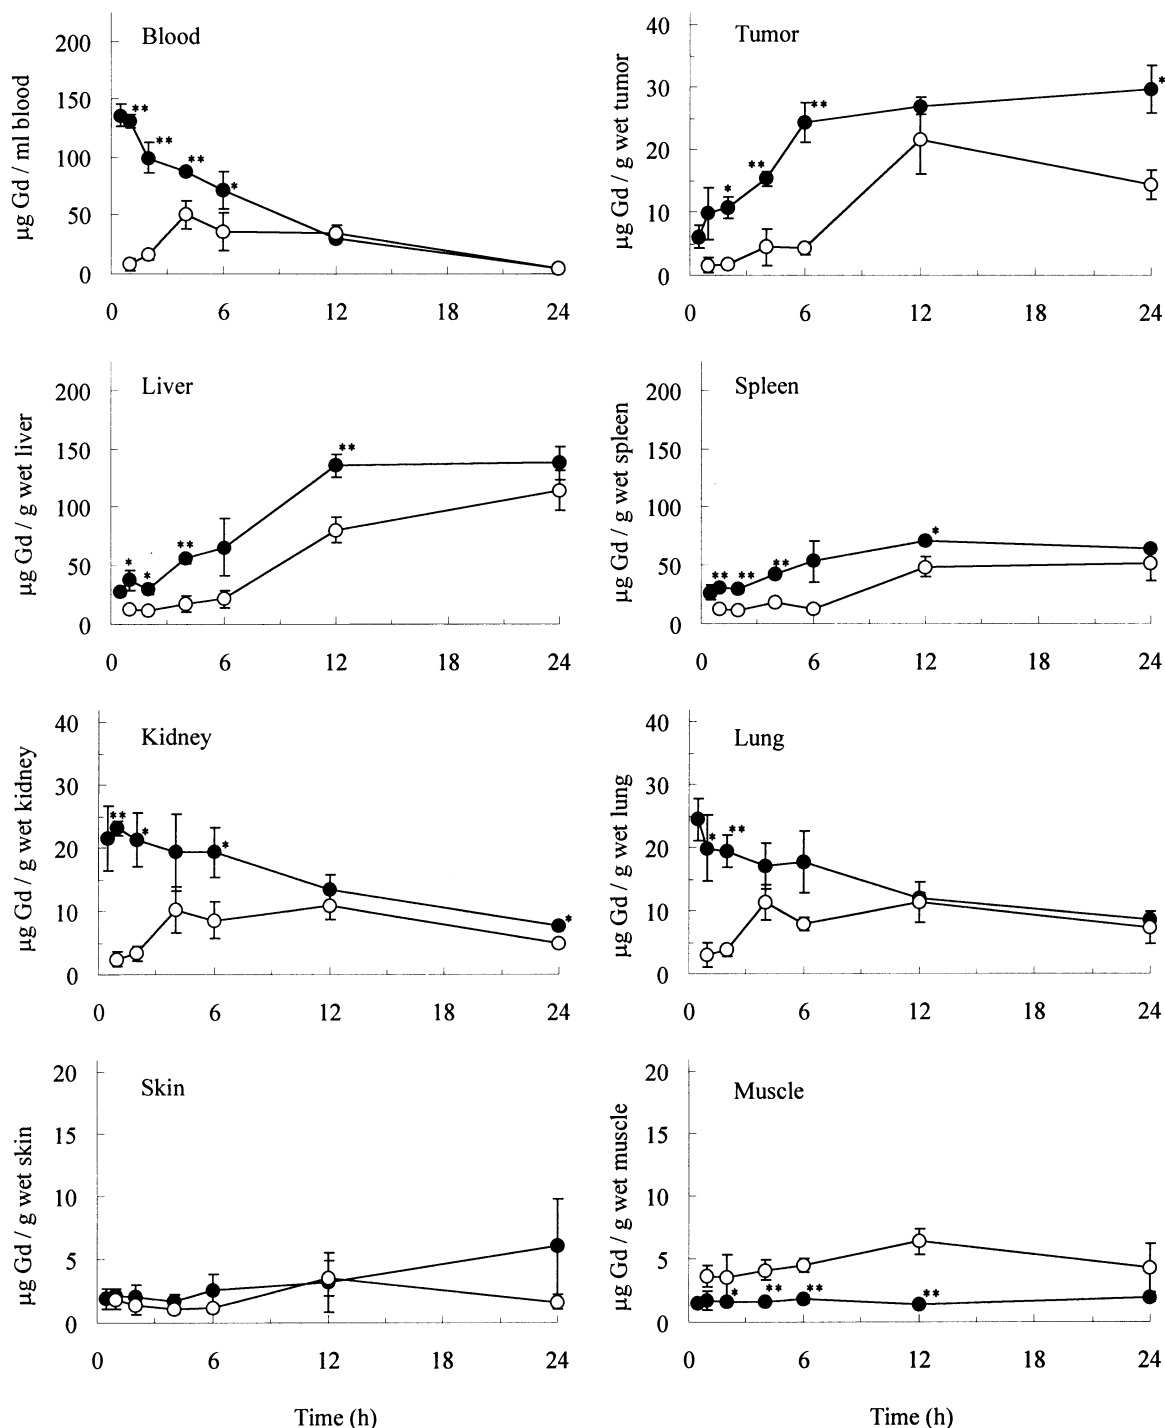 Blood
µg Gd / ml blood
200
150
100
50
0
** ** ** *
0 6 12 18 24
Tumor
µg Gd / g wet tumor
40
30
20
10
0
* ** ** *
0 6 12 18 24
Liver
µg Gd / g wet liver
200
150
100
50
0
* * ** **
0 6 12 18 24
Spleen
µg Gd / g wet spleen
200
150
100
50
0
** ** ** *
0 6 12 18 24
Kidney
µg Gd / g wet kidney
40
30
20
10
0
** * * *
0 6 12 18 24
Lung
µg Gd / g wet lung
40
30
20
10
0
* **
0 6 12 18 24
Skin
µg Gd / g wet skin
20
15
10
5
0
0 6 12 18 24
Time (h)
Muscle
µg Gd / g wet muscle
20
15
10
5
0
* ** ** **
0 6 12 18 24
Time (h)